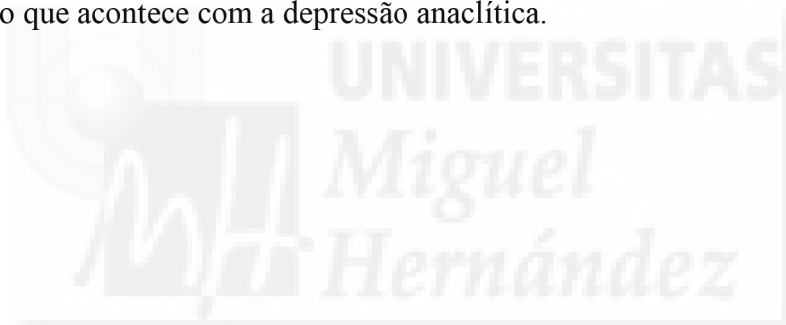 o que acontece com a depressão anaclítica.
UNIVERSITAS
Miguel
Hernández